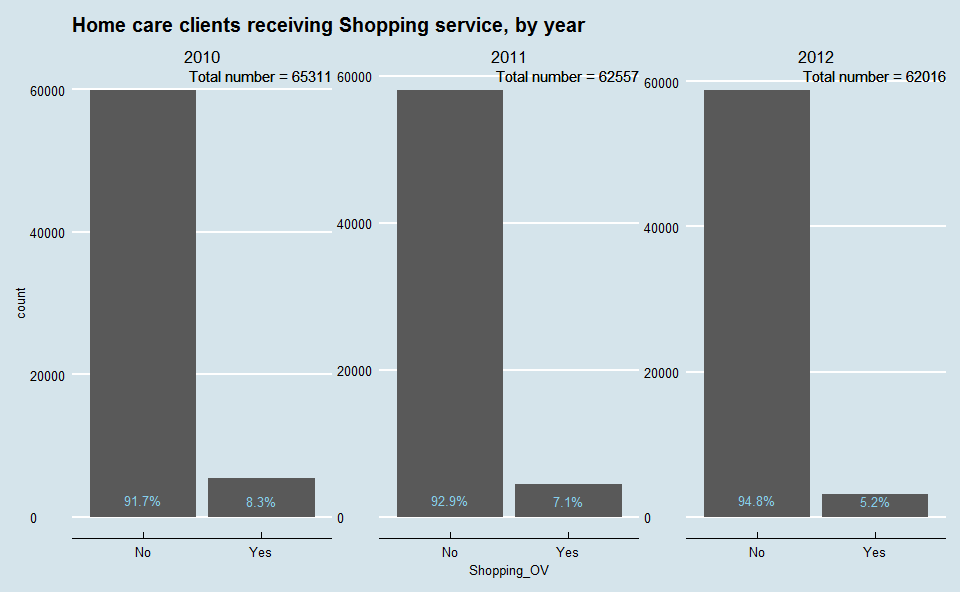 Home care clients receiving Shopping service, by year
2010
Total number = 65311
60000
40000
20000
0
91.7%
8.3%
No
Yes
2011
Total number = 62557
60000
40000
20000
0
92.9%
7.1%
No
Yes
2012
Total number = 62016
60000
40000
20000
0
94.8%
5.2%
No
Yes
count
Shopping_OV